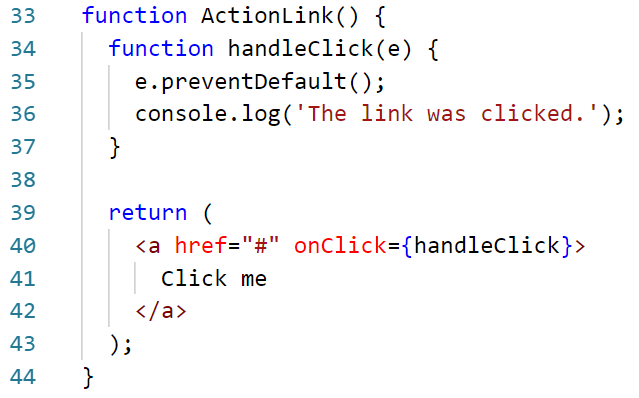 33 function ActionLink() {
34   function handleClick(e) {
35     e.preventDefault();
36     console.log('The link was clicked.');
37   }
38
39   return (
40     <a href="#" onClick={handleClick}>
41       Click me
42     </a>
43   );
44 }